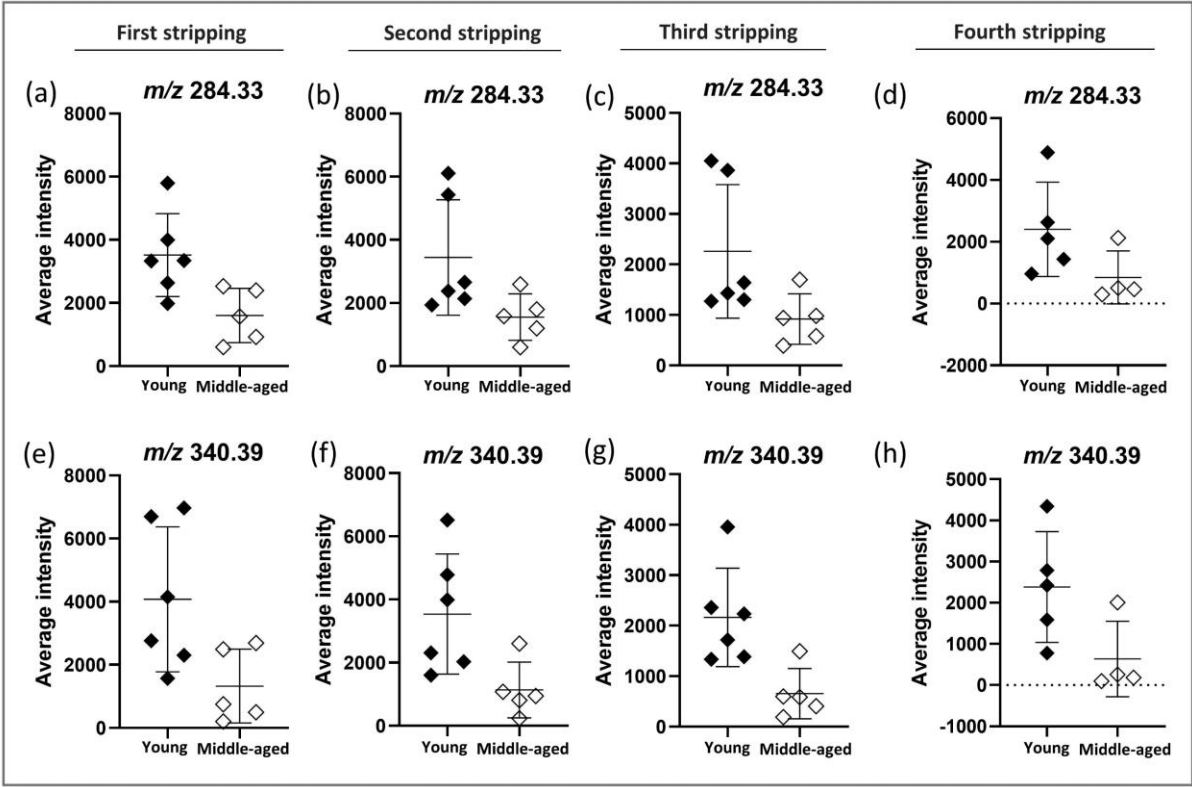 First stripping
Second stripping
Third stripping
Fourth stripping
(a)
m/z 284.33
Average intensity
8000
6000
4000
2000
0
Young Middle-aged
(b)
m/z 284.33
Average intensity
8000
6000
4000
2000
0
Young Middle-aged
(c)
m/z 284.33
Average intensity
5000
4000
3000
2000
1000
0
Young Middle-aged
(d)
m/z 284.33
Average intensity
6000
4000
2000
0
-2000
Young Middle-aged
(e)
m/z 340.39
Average intensity
8000
6000
4000
2000
0
Young Middle-aged
(f)
m/z 340.39
Average intensity
8000
6000
4000
2000
0
Young Middle-aged
(g)
m/z 340.39
Average intensity
5000
4000
3000
2000
1000
0
Young Middle-aged
(h)
m/z 340.39
Average intensity
5000
4000
3000
2000
1000
0
-1000
Young Middle-aged